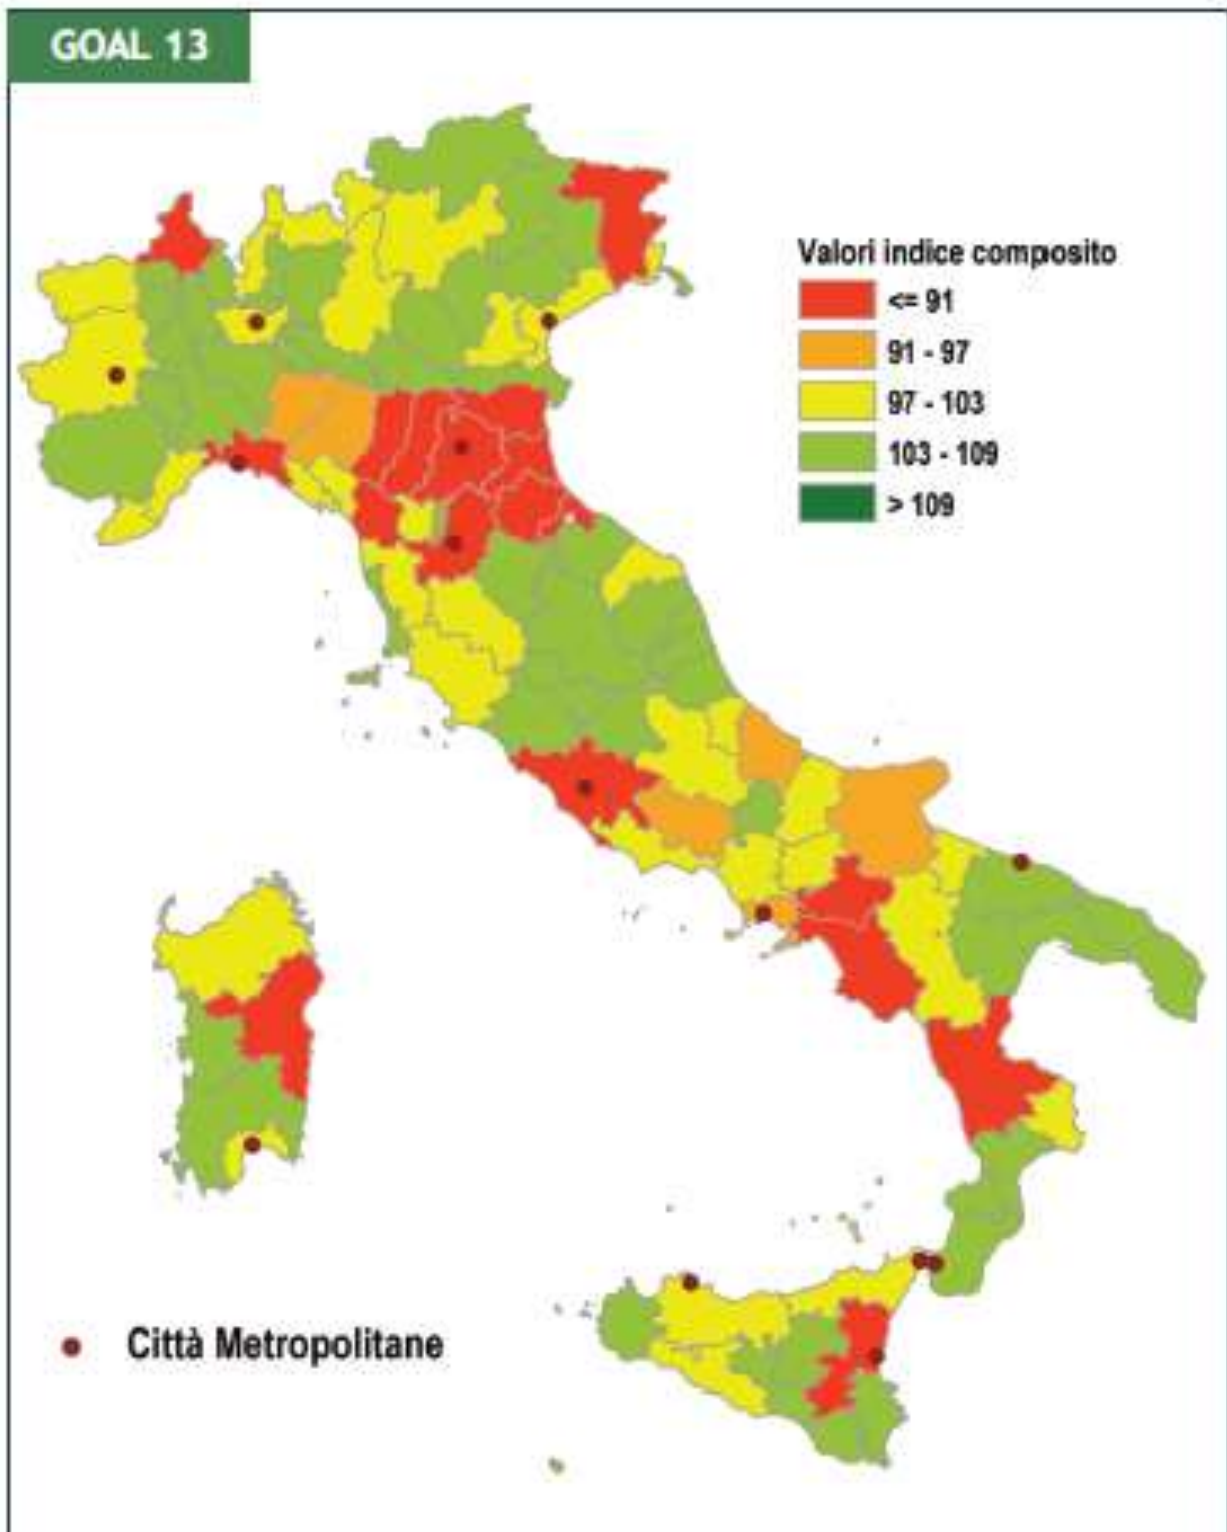 GOAL 13
Valori indice composito
<= 91
91 - 97
97 - 103
103 - 109
> 109
Città Metropolitane